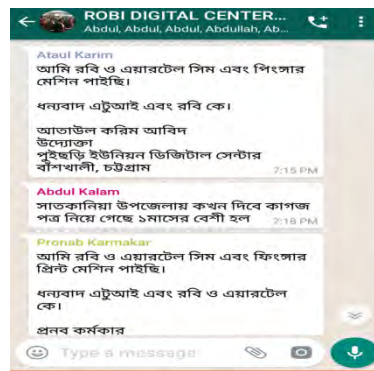 ROBI DIGITAL CENTER...
Abdul, Abdul, Abdul, Abdullah, Ab...
Ataul Karim
আমি রবি ও এয়ারটেল সিম এবং পিংঙ্গার
মেশিন পাইছি।
ধন্যবাদ এটুআই এবং রবি কে।
আতাউল করিম আবিদ
উদ্যোক্তা
পুইছড়ি ইউনিয়ন ডিজিটাল সেন্টার
বাঁশখালী, চট্টগ্রাম
7:15 PM
Abdul Kalam
সাতকানিয়া উপজেলায় কখন দিবে কাগজ
পত্র নিয়ে গেছে ১মাসের বেশী হল
7:18 PM
Pronab Karmakar
আমি রবি ও এয়ারটেল সিম এবং ফিংঙ্গার
প্রিন্ট মেশিন পাইছি।
ধন্যবাদ এটুআই এবং রবি ও এয়ারটেল
কে।
প্রনব কর্মকার
Type a message